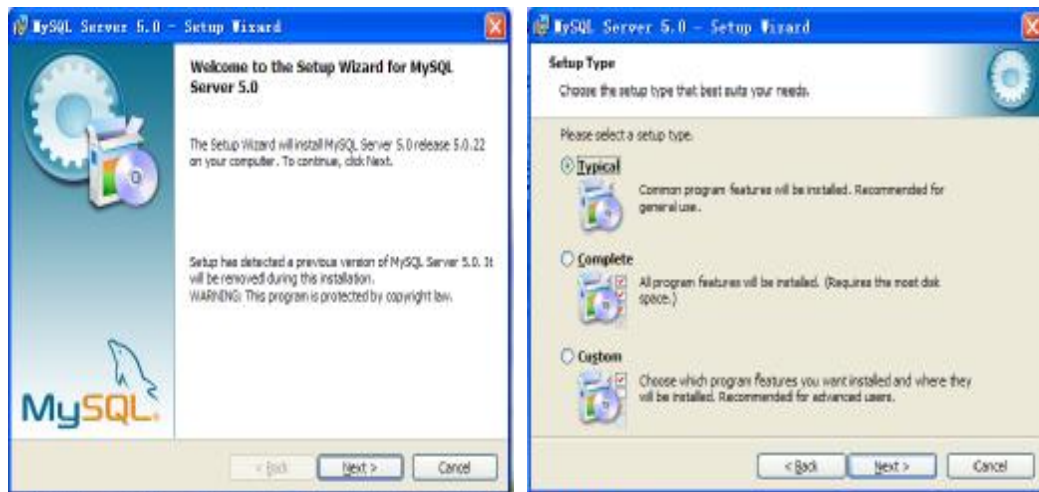 MySQL Server 5.0 - Setup Wizard
Welcome to the Setup Wizard for MySQL
Server 5.0
The Setup Wizard will install MySQL Server 5.0 release 5.0.22
on your computer. To continue, click Next.
Setup has detected a previous version of MySQL Server 5.0. It
will be removed during this installation.
WARNING: This program is protected by copyright law.
MySQL.
< Back
Next >
Cancel
MySQL Server 5.0 - Setup Wizard
Setup Type
Choose the setup type that best suits your needs.
Please select a setup type.
Typical
Common program features will be installed. Recommended for
general use.
Complete
All program features will be installed. (Requires the most disk
space.)
Custom
Choose which program features you want installed and where they
will be installed. Recommended for advanced users.
< Back
Next >
Cancel